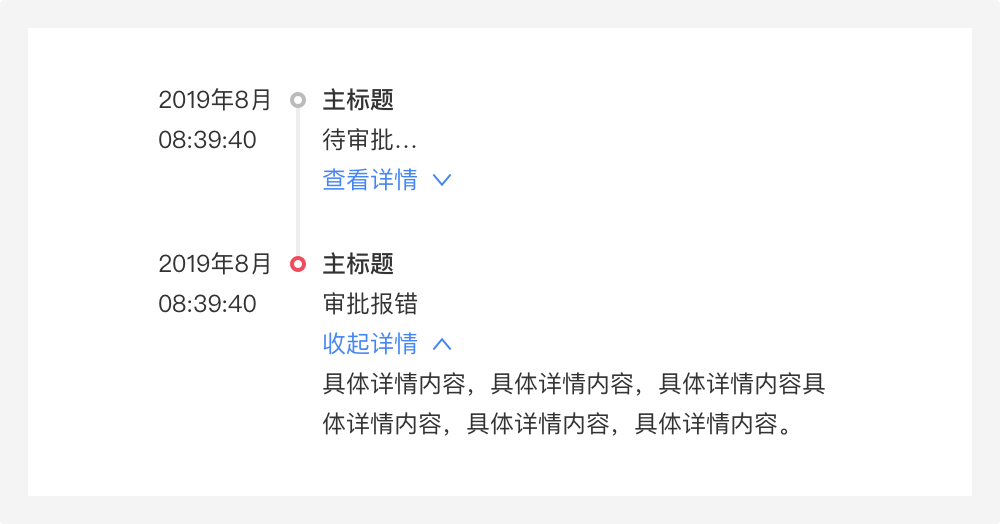 2019年8月 主标题
08:39:40 待审批...
查看详情
2019年8月 主标题
08:39:40 审批报错
收起详情
具体详情内容，具体详情内容，具体详情内容具
体详情内容，具体详情内容，具体详情内容。